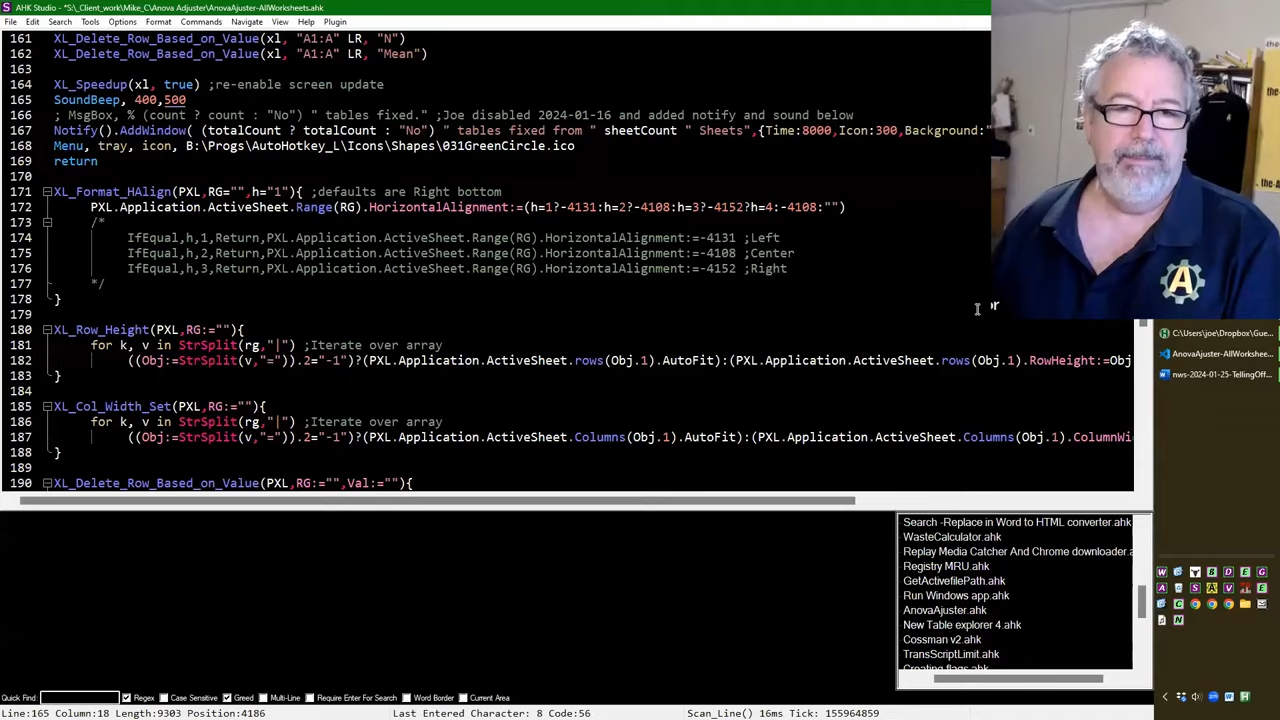 AHK Studio - *S:\_Client_work\Mike_C\Anova Adjuster\AnovaAjuster-AllWorksheets.ahk
File Edit Search Tools Options Format Commands Navigate View Help Plugin
161 XL_Delete_Row_Based_on_Value(xl, "A1:A" LR, "N")
162 XL_Delete_Row_Based_on_Value(xl, "A1:A" LR, "Mean")
163
164 XL_Speedup(xl, true) ;re-enable screen update
165 SoundBeep, 400,500
166 ; MsgBox, % (count ? count : "No") " tables fixed." ;Joe disabled 2024-01-16 and added notify and sound below
167 Notify().AddWindow( (totalCount ? totalCount : "No") " tables fixed from " sheetCount " Sheets",{Time:8000,Icon:300,Background:"
168 Menu, tray, icon, B:\Progs\AutoHotkey_L\Icons\Shapes\031GreenCircle.ico
169 return
170
171 XL_Format_HAlign(PXL,RG="",h="1"){ ;defaults are Right bottom
172 PXL.Application.ActiveSheet.Range(RG).HorizontalAlignment:=(h=1?-4131:h=2?-4108:h=3?-4152?h=4:-4108:"")
173 /*
174 IfEqual,h,1,Return,PXL.Application.ActiveSheet.Range(RG).HorizontalAlignment:=-4131 ;Left
175 IfEqual,h,2,Return,PXL.Application.ActiveSheet.Range(RG).HorizontalAlignment:=-4108 ;Center
176 IfEqual,h,3,Return,PXL.Application.ActiveSheet.Range(RG).HorizontalAlignment:=-4152 ;Right
177 */
178 }
179
180 XL_Row_Height(PXL,RG:=""){
181 for k, v in StrSplit(rg,"|") ;Iterate over array
182 ((Obj:=StrSplit(v,"=")).2="-1")?(PXL.Application.ActiveSheet.rows(Obj.1).AutoFit):(PXL.Application.ActiveSheet.rows(Obj.1).RowHeight:=Obj
183 }
184
185 XL_Col_Width_Set(PXL,RG:=""){
186 for k, v in StrSplit(rg,"|") ;Iterate over array
187 ((Obj:=StrSplit(v,"=")).2="-1")?(PXL.Application.ActiveSheet.Columns(Obj.1).AutoFit):(PXL.Application.ActiveSheet.Columns(Obj.1).ColumnWi
188 }
189
190 XL_Delete_Row_Based_on_Value(PXL,RG:="",Val:=""){
or
A
C:\Users\joe\Dropbox\Gue...
AnovaAjuster-AllWorkshee...
nws-2024-01-25-TellingOff...
Search -Replace in Word to HTML converter.ahk
WasteCalculator.ahk
Replay Media Catcher And Chrome downloader.a
Registry MRU.ahk
GetActivefilePath.ahk
Run Windows app.ahk
AnovaAjuster.ahk
New Table explorer 4.ahk
Cossman v2.ahk
TransScriptLimit.ahk
Creating flags.ahk
Quick Find: Regex Case Sensitive Greed Multi-Line Require Enter For Search Word Border Current Area
Line:165 Column:18 Length:9303 Position:4186 Last Entered Character: 8 Code:56 Scan_Line() 16ms Tick: 155964859